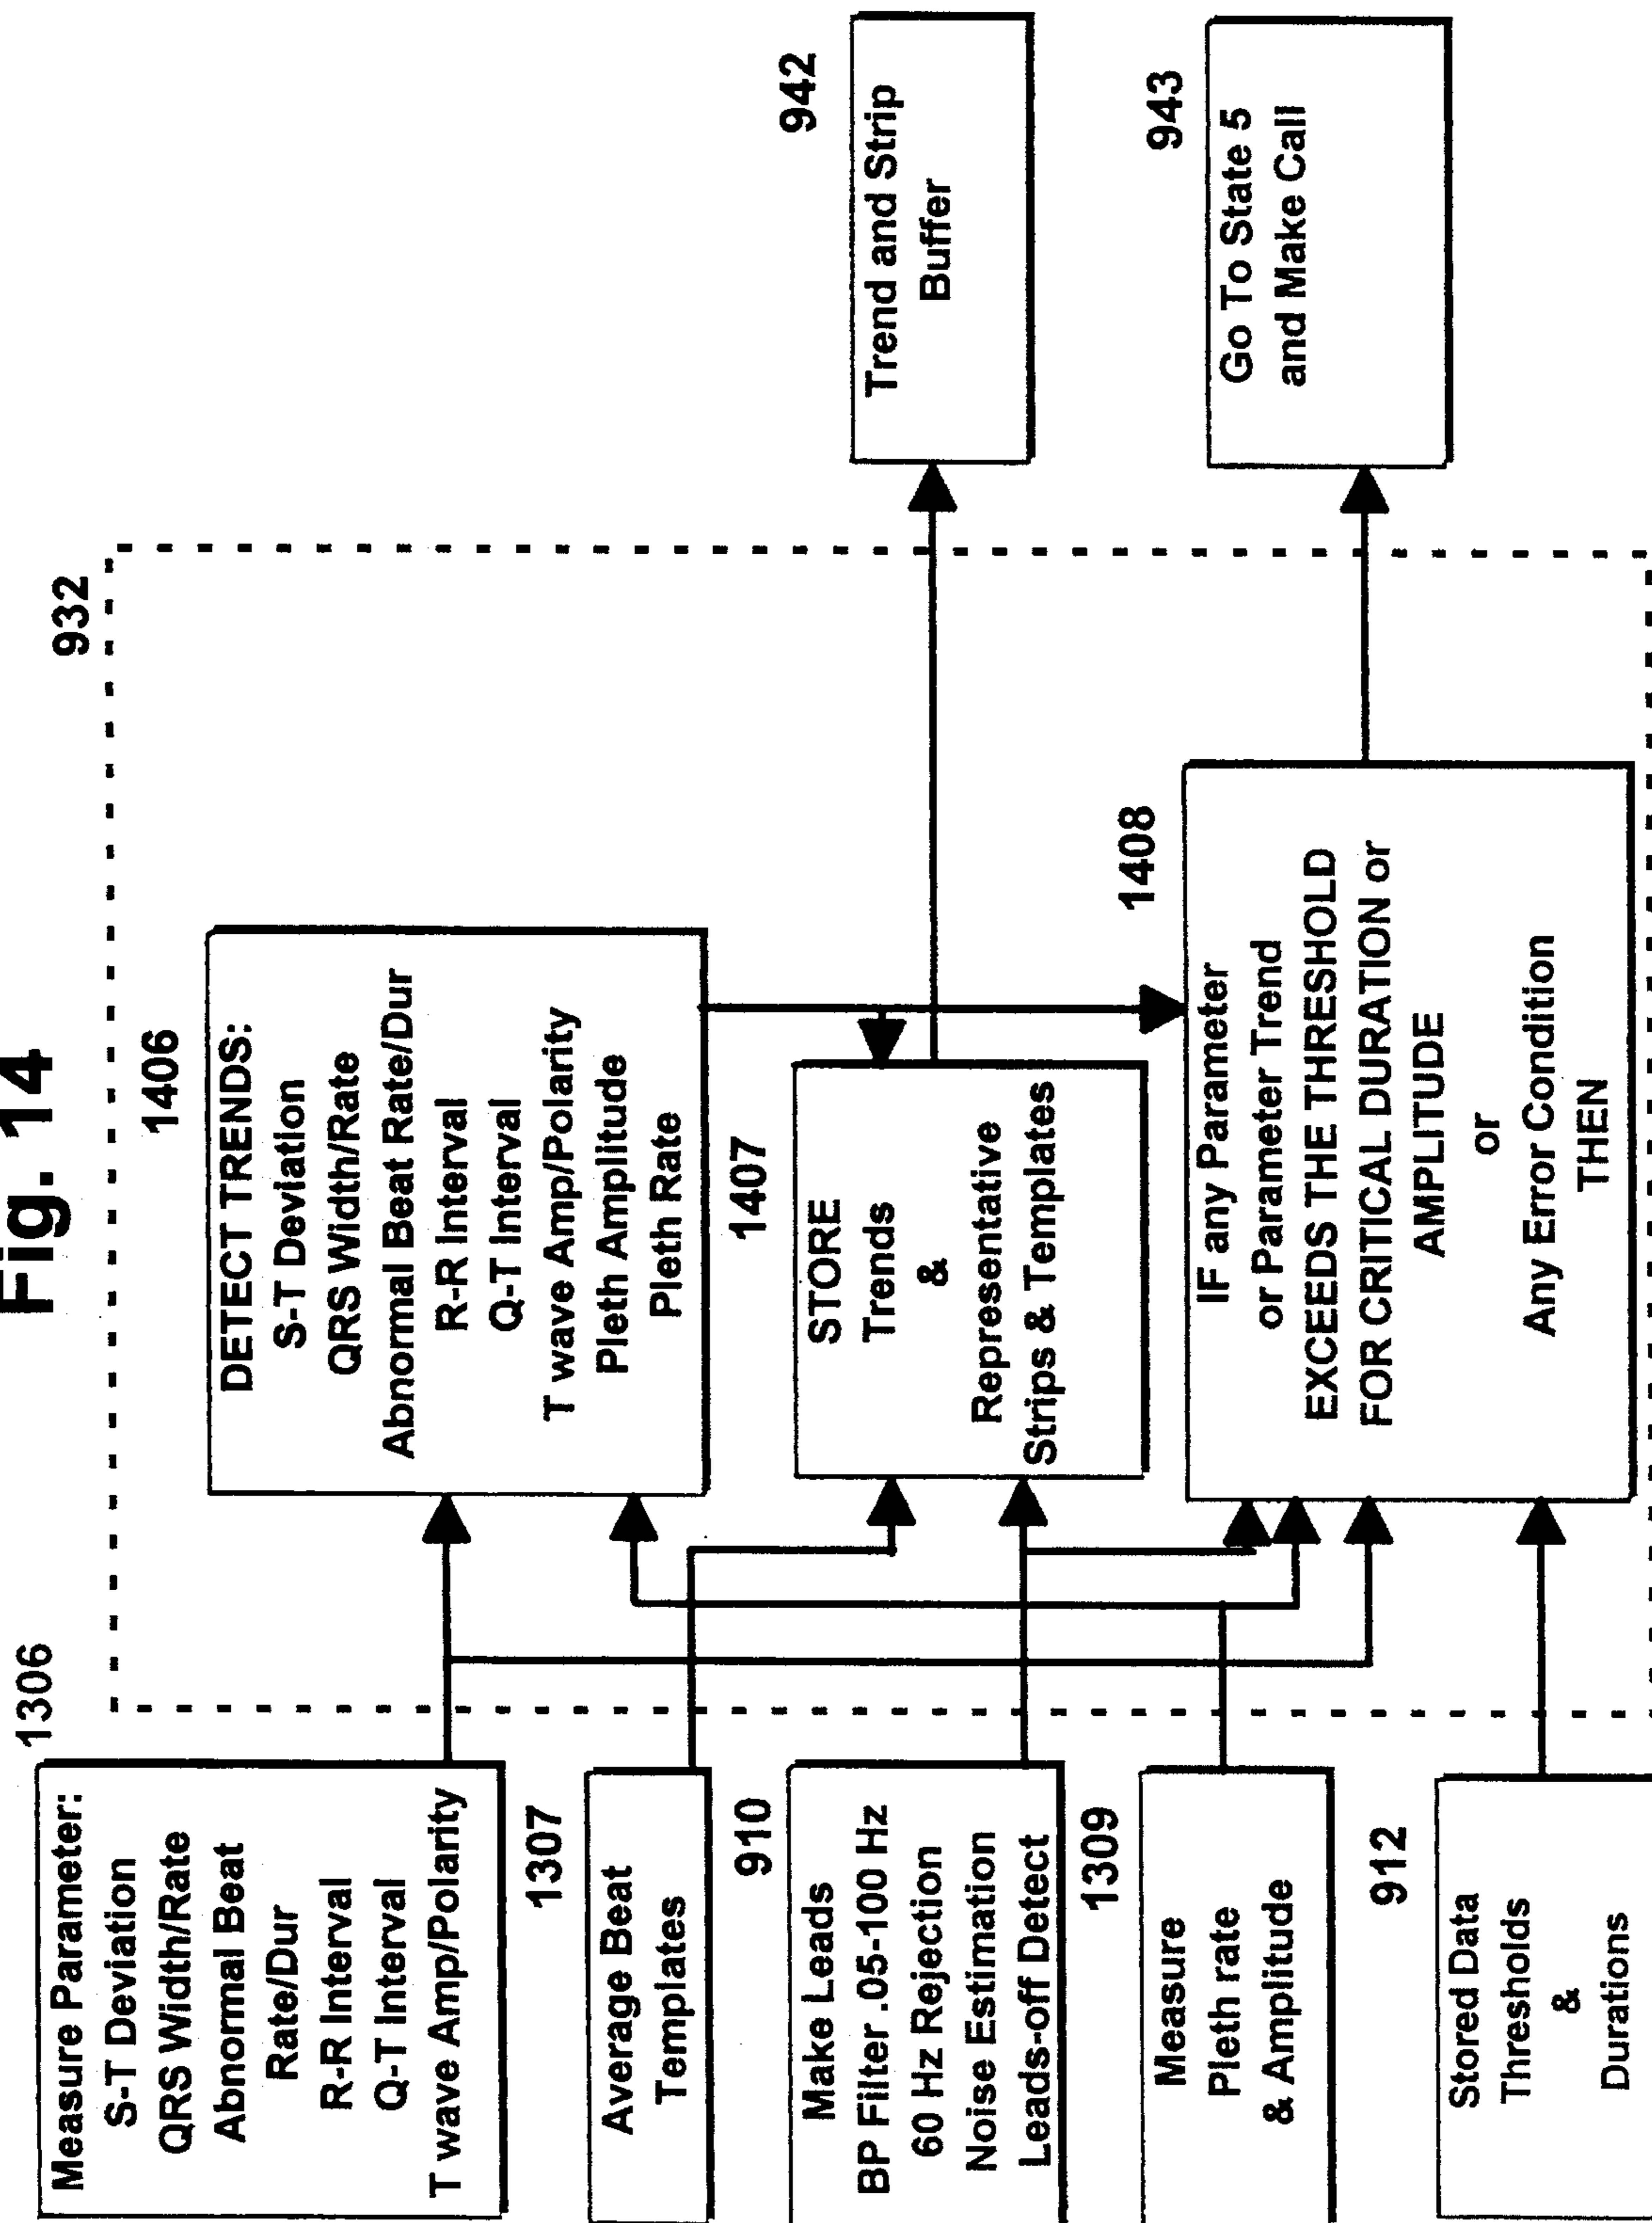 Fig. 14
1306
Measure Parameter:
S-T Deviation
QRS Width/Rate
Abnormal Beat
Rate/Dur
R-R Interval
Q-T Interval
T wave Amp/Polarity
1307
Average Beat
Templates
910
Make Leads
BP Filter .05-100 Hz
60 Hz Rejection
Noise Estimation
Leads-off Detect
1309
Measure
Pleth rate
& Amplitude
912
Stored Data
Thresholds
&
Durations
932
1406
DETECT TRENDS:
S-T Deviation
QRS Width/Rate
Abnormal Beat Rate/Dur
R-R Interval
Q-T Interval
T wave Amp/Polarity
Pleth Amplitude
Pleth Rate
1407
STORE
Trends
&
Representative
Strips & Templates
1408
IF any Parameter
or Parameter Trend
EXCEEDS THE THRESHOLD
FOR CRITICAL DURATION or
AMPLITUDE
or
Any Error Condition
THEN
942
Trend and Strip
Buffer
943
Go To State 5
and Make Call